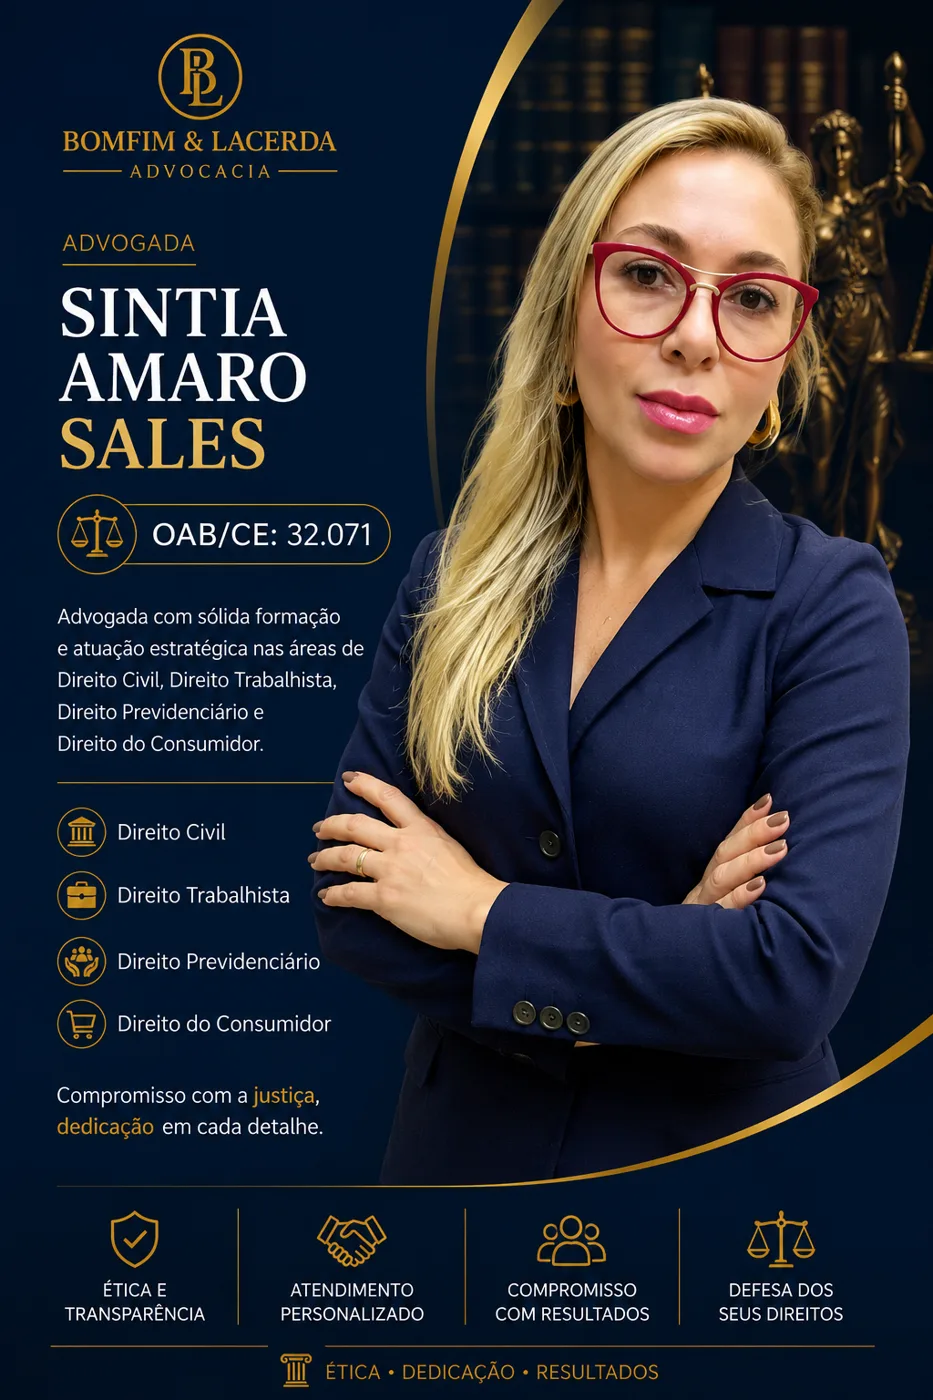 BL
BOMFIM & LACERDA
ADVOCACIA
ADVOGADA
SINTIA
AMARO
SALES
OAB/CE: 32.071
Advogada com sólida formação
e atuação estratégica nas áreas de
Direito Civil, Direito Trabalhista,
Direito Previdenciário e
Direito do Consumidor.
Direito Civil
Direito Trabalhista
Direito Previdenciário
Direito do Consumidor
Compromisso com a justiça,
dedicação em cada detalhe.
ÉTICA E
TRANSPARÊNCIA
ATENDIMENTO
PERSONALIZADO
COMPROMISSO
COM RESULTADOS
DEFESA DOS
SEUS DIREITOS
ÉTICA • DEDICAÇÃO • RESULTADOS